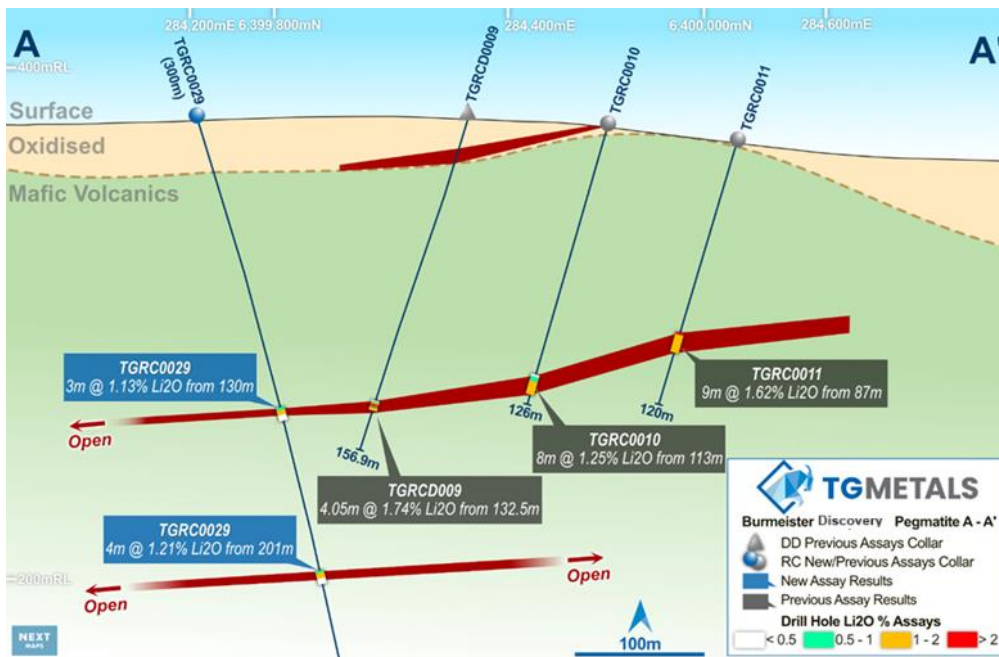 284,200mE 6,399,800mN 284,400mE 6,400,000mN 284,600mE
A
A'
400mRL
TGRC0029
(300m)
TGRCD0009
TGRC0010
TGRC0011
Surface
Oxidised
Mafic Volcanics
TGRC0029
3m @ 1.13% Li2O from 130m
TGRC0011
9m @ 1.62% Li2O from 87m
120m
126m
Open
TGRC0010
8m @ 1.25% Li2O from 113m
156.9m
TGRCD009
4.05m @ 1.74% Li2O from 132.5m
TGRC0029
4m @ 1.21% Li2O from 201m
200mRL
Open
Open
NEXT
MAPS
100m
TGMETALS
Burmeister Discovery Pegmatite A - A'
DD Previous Assays Collar
RC New/Previous Assays Collar
New Assay Results
Previous Assay Results
Drill Hole Li2O % Assays
< 0.5 0.5 - 1 1 - 2 > 2